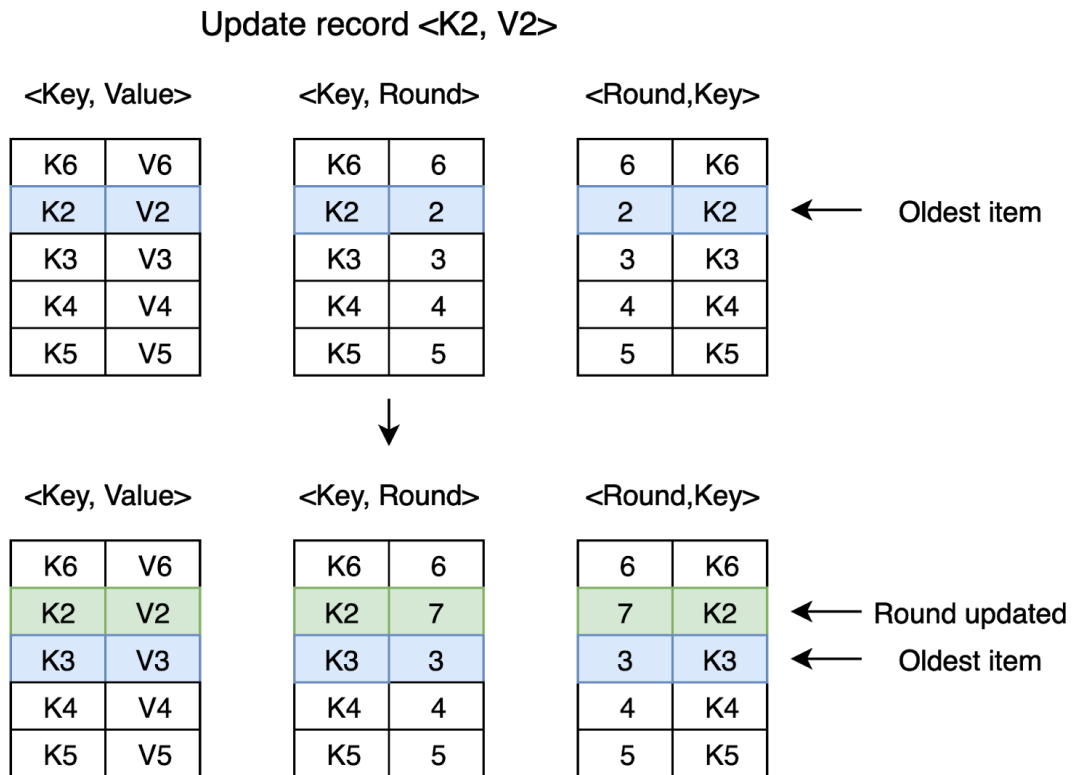 Update record <K2, V2>
<Key, Value> <Key, Round> <Round,Key>
K6 V6 K6 6 6 K6
K2 V2 K2 2 2 K2 Oldest item
K3 V3 K3 3 3 K3
K4 V4 K4 4 4 K4
K5 V5 K5 5 5 K5
<Key, Value> <Key, Round> <Round,Key>
K6 V6 K6 6 6 K6
K2 V2 K2 7 7 K2 Round updated
K3 V3 K3 3 3 K3 Oldest item
K4 V4 K4 4 4 K4
K5 V5 K5 5 5 K5